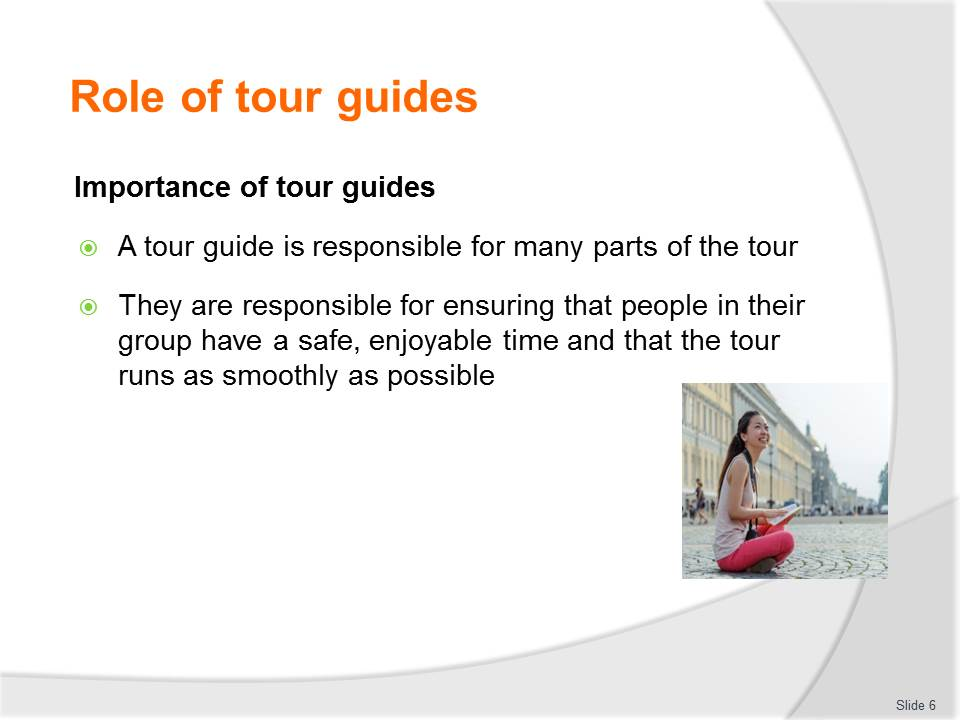 Role of tour guides
Importance of tour guides
A tour guide is responsible for many parts of the tour
They are responsible for ensuring that people in their
group have a safe, enjoyable time and that the tour
runs as smoothly as possible
Slide 6